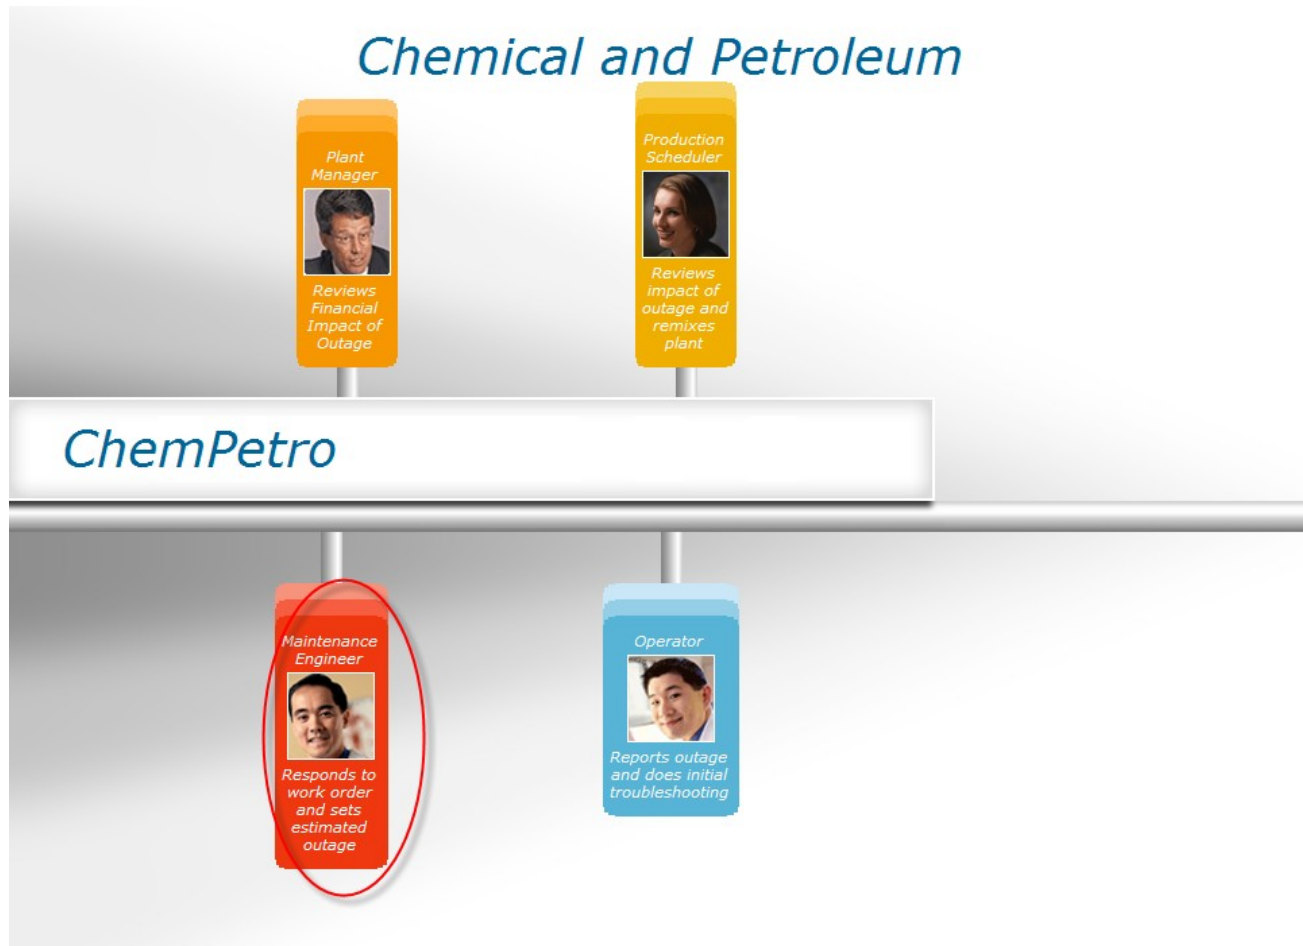 Chemical and Petroleum
Plant
Manager
Reviews
Financial
Impact of
Outage
Production
Scheduler
Reviews
impact of
outage and
remixes
plant
ChemPetro
Maintenance
Engineer
Responds to
work order
and sets
estimated
outage
Operator
Reports outage
and does initial
troubleshooting